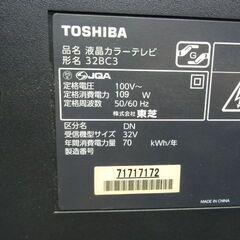 TOSHIBA
品名 液晶カラーテレビ
形名 32BC3
JQA
定格電圧 100V~
定格消費電力 109 W
定格周波数 50/60 Hz
株式会社 東芝
区分名 DN
受信機型サイズ 32V
年間消費電力量 70 kWh/年
製造番号
71717172
MADE IN CHINA